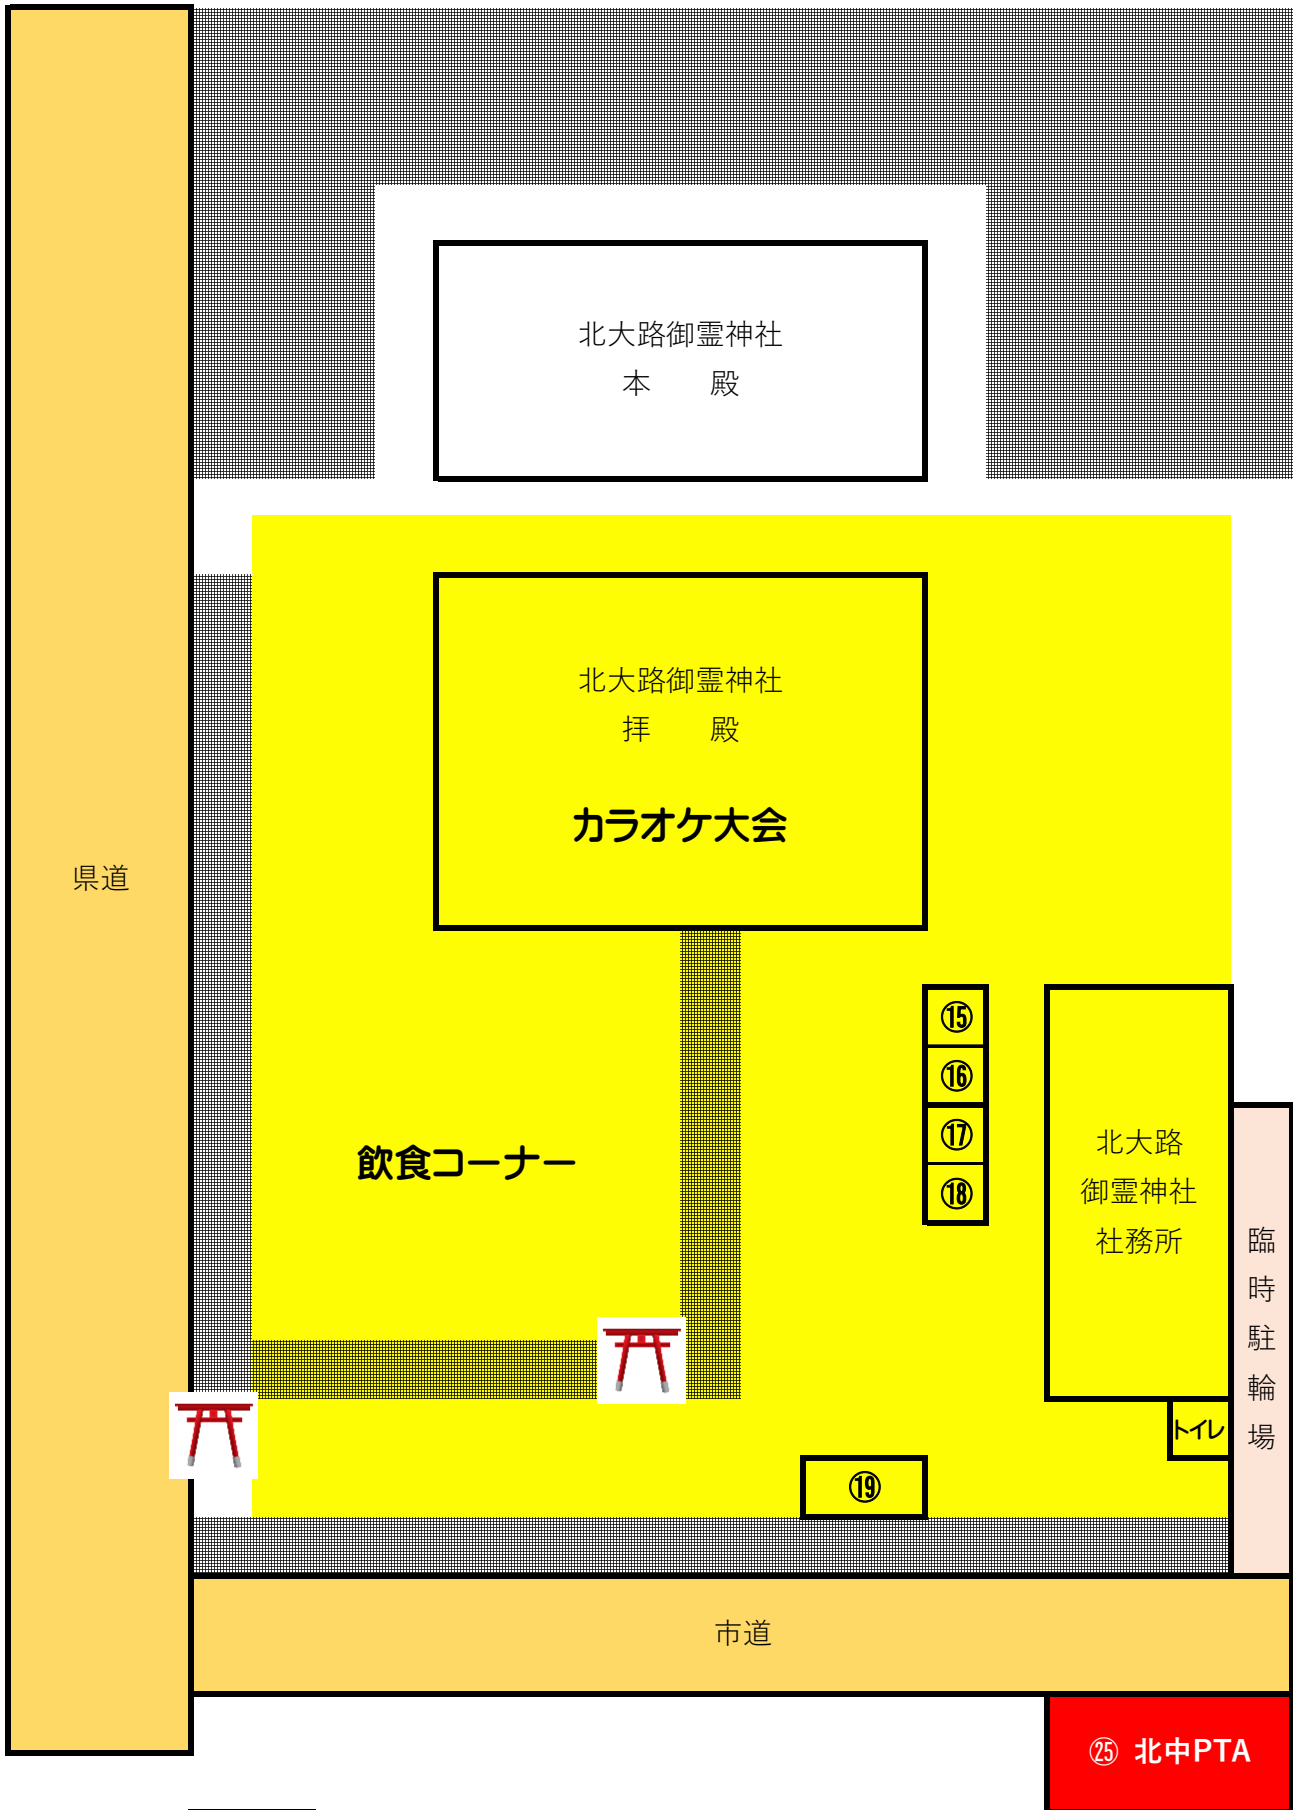 北大路御霊神社
本　　殿
北大路御霊神社
拝　　殿
カラオケ大会
県道
⑮
⑯
⑰
⑱
飲食コーナー
北大路
御霊神社
社務所
臨時駐輪場
トイレ
⑲
市道
㉕ 北中PTA